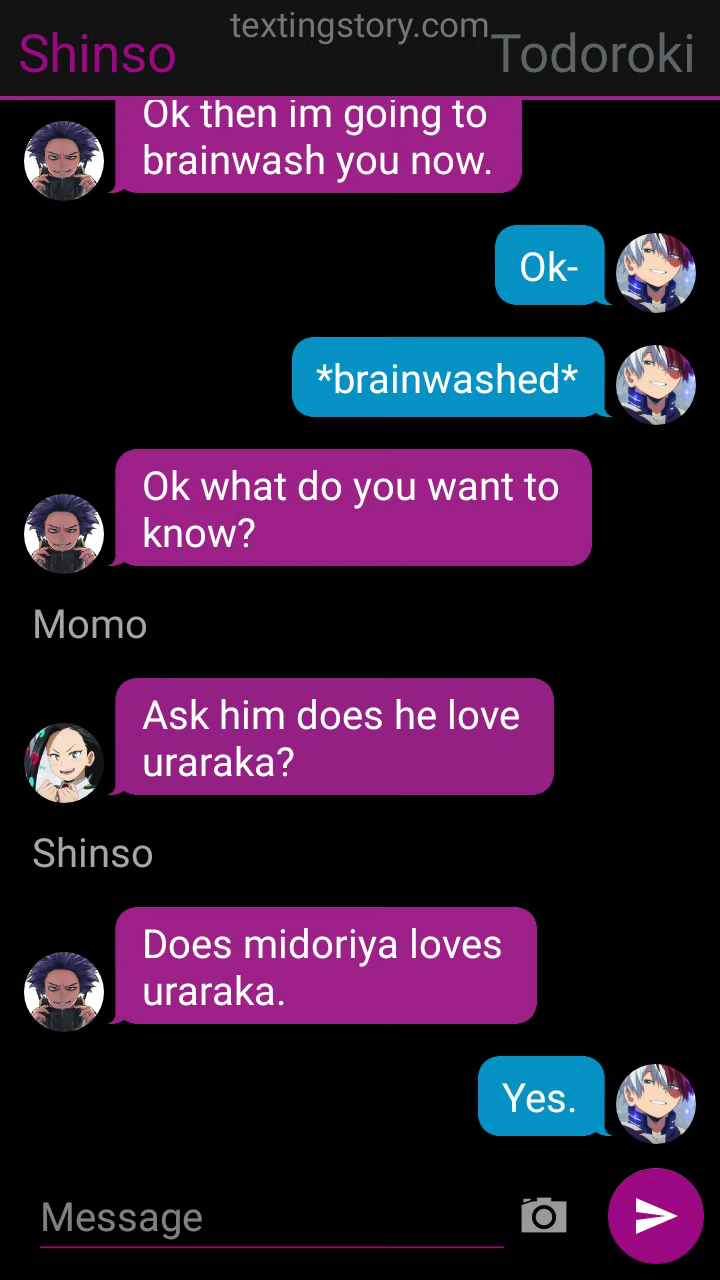 textingstory.com
Shinso
Todoroki
Ok then im going to
brainwash you now.
Ok-
*brainwashed*
Ok what do you want to
know?
Momo
Ask him does he love
uraraka?
Shinso
Does midoriya loves
uraraka.
Yes.
Message